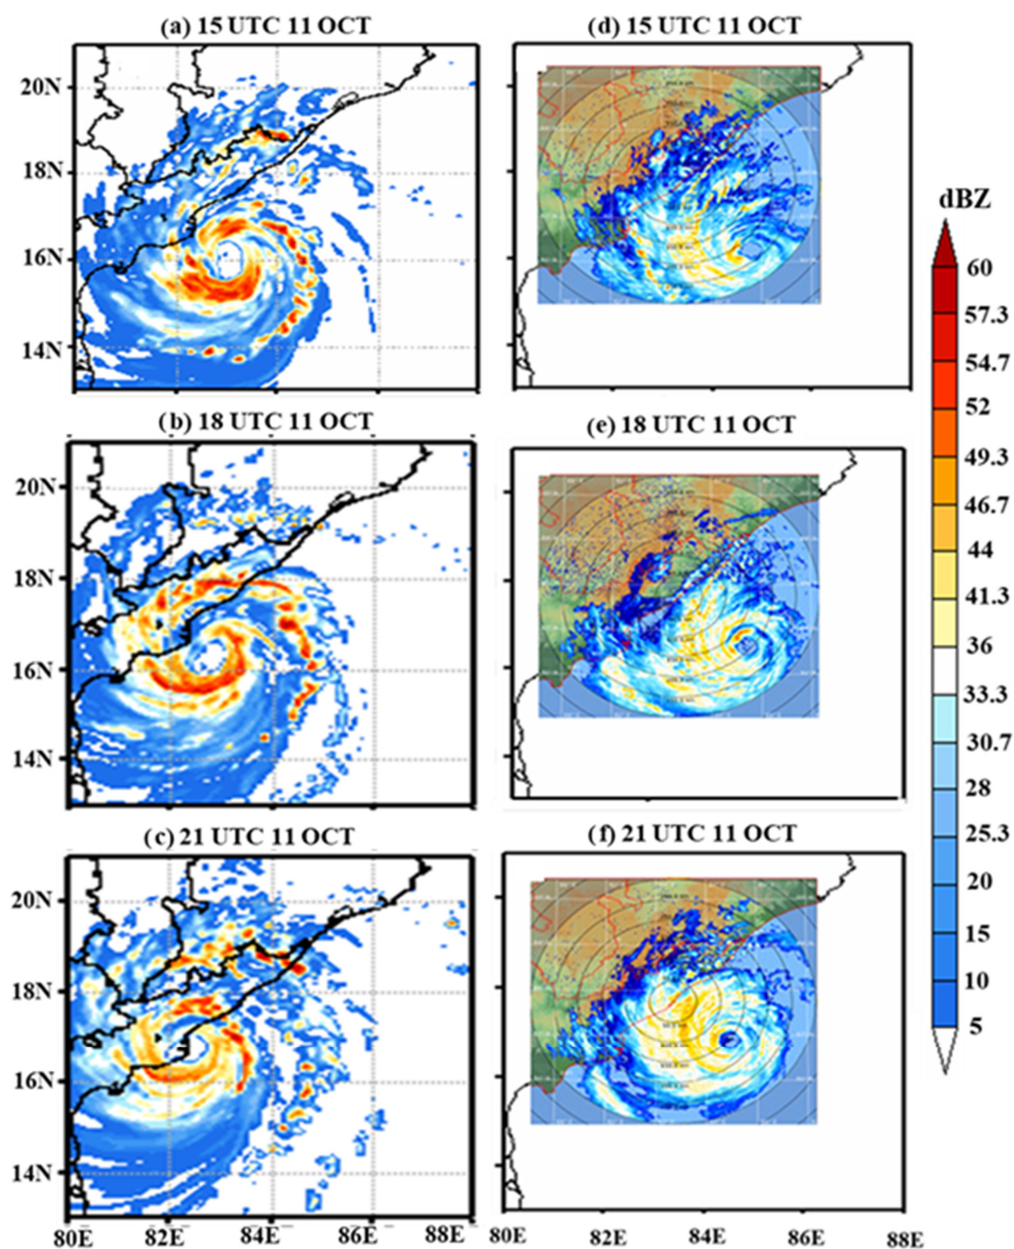 (a) 15 UTC 11 OCT
(d) 15 UTC 11 OCT
20N
18N
16N
14N
(b) 18 UTC 11 OCT
(e) 18 UTC 11 OCT
20N
18N
16N
14N
(c) 21 UTC 11 OCT
(f) 21 UTC 11 OCT
20N
18N
16N
14N
80E 82E 84E 86E 88E
80E 82E 84E 86E 88E
dBZ
60
57.3
54.7
52
49.3
46.7
44
41.3
36
33.3
30.7
28
25.3
20
15
10
5